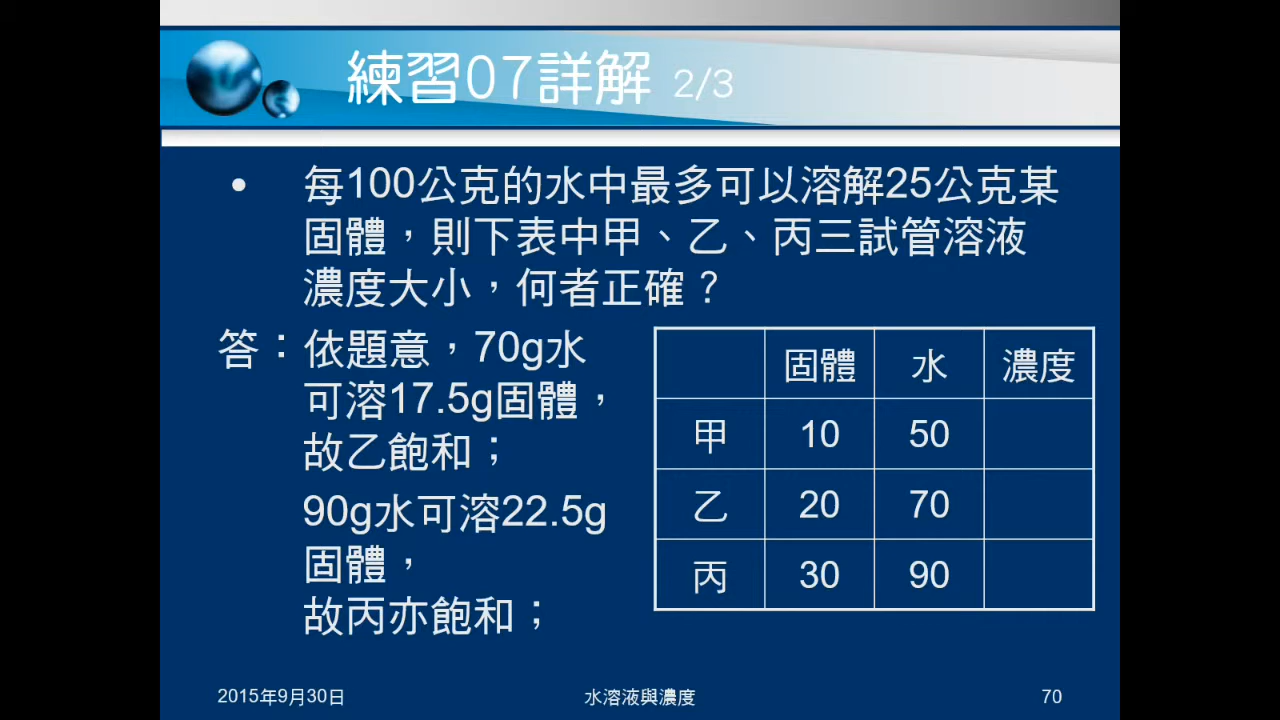 練習07詳解 2/3
• 每100公克的水中最多可以溶解25公克某
固體，則下表中甲、乙、丙三試管溶液
濃度大小，何者正確？
答：依題意，70g水
可溶17.5g固體，
故乙飽和；
90g水可溶22.5g
固體，
故丙亦飽和；
固體 水 濃度
甲 10 50
乙 20 70
丙 30 90
2015年9月30日 水溶液與濃度 70